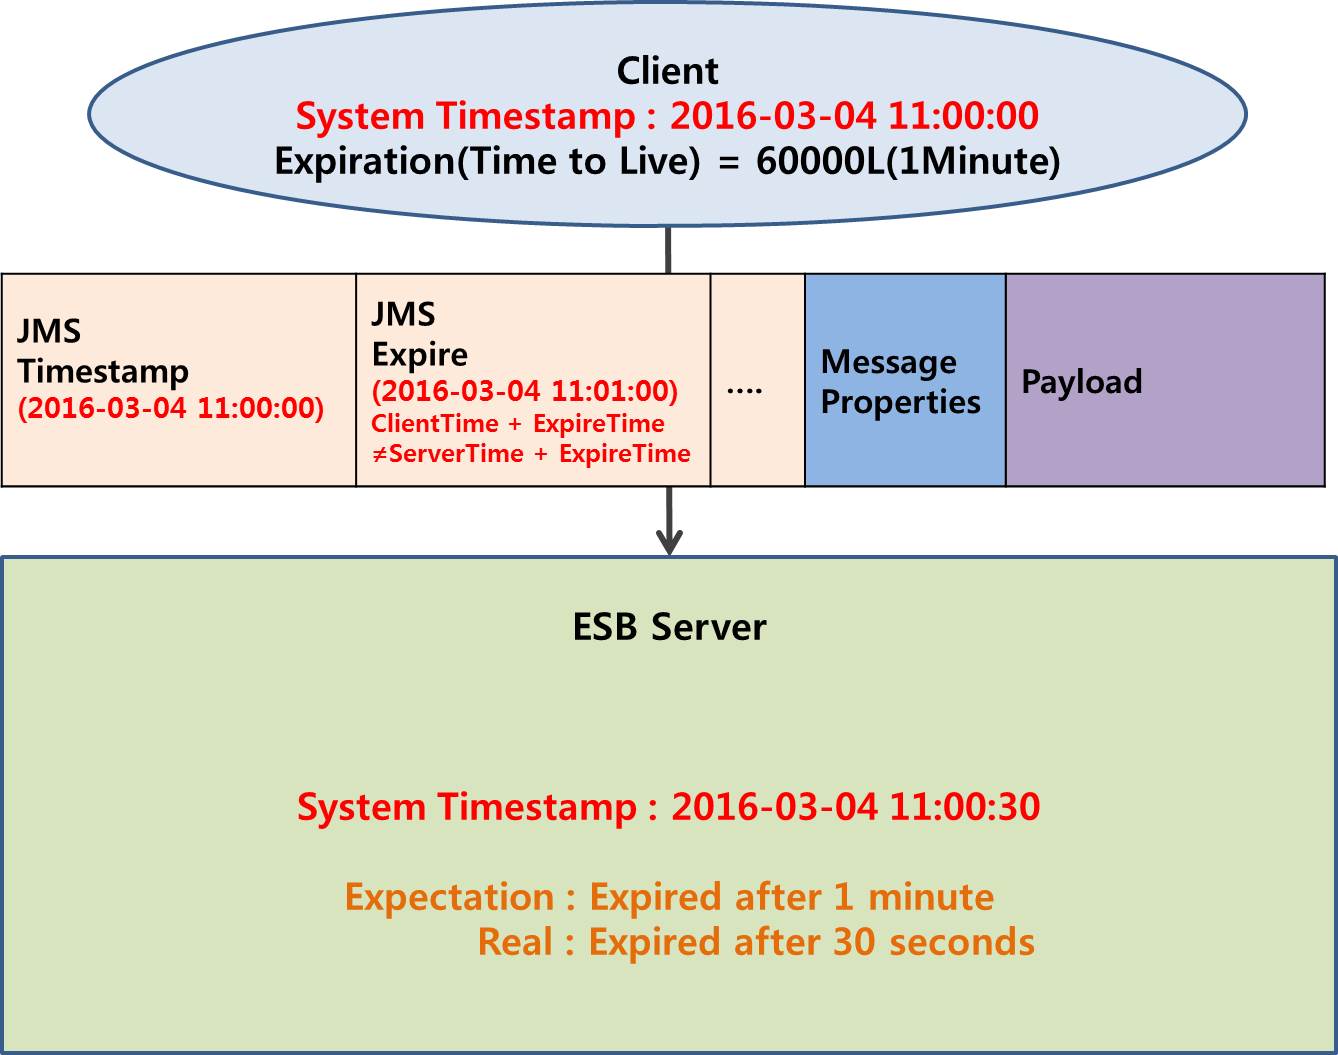 Client
System Timestamp : 2016-03-04 11:00:00
Expiration(Time to Live) = 60000L(1Minute)
JMS
Timestamp
(2016-03-04 11:00:00)
JMS
Expire
(2016-03-04 11:01:00)
ClientTime + ExpireTime
≠ServerTime + ExpireTime
....
Message
Properties
Payload
ESB Server
System Timestamp : 2016-03-04 11:00:30
Expectation : Expired after 1 minute
Real : Expired after 30 seconds